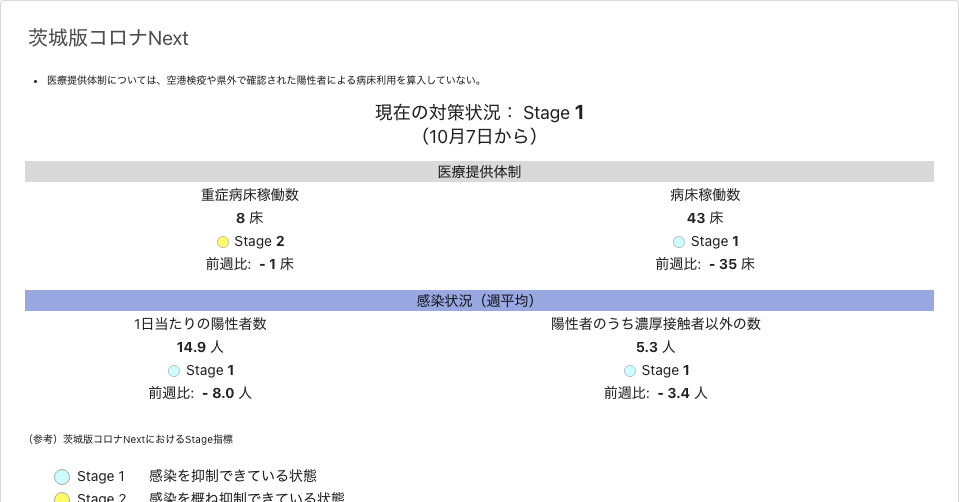 茨城版コロナNext
• 医療提供体制については、空港検疫や県外で確認された陽性者による病床利用を算入していない。
現在の対策状況： Stage 1
（10月7日から）
医療提供体制
重症病床稼働数 病床稼働数
8 床 43 床
Stage 2 Stage 1
前週比: - 1 床 前週比: - 35 床
感染状況（週平均）
1日当たりの陽性者数 陽性者のうち濃厚接触者以外の数
14.9 人 5.3 人
Stage 1 Stage 1
前週比: - 8.0 人 前週比: - 3.4 人
（参考）茨城版コロナNextにおけるStage指標
Stage 1 感染を抑制できている状態
Stage 2 感染を概ね抑制できている状態